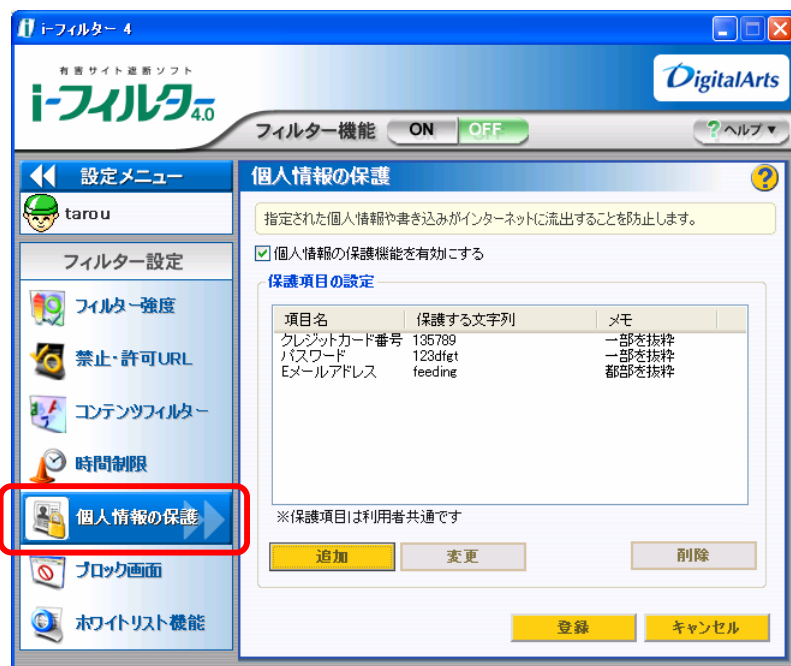 i-フィルター 4
有害サイト遮断ソフト
i-フィルター 4.0
DigitalArts
フィルター機能 ON OFF
?ヘルプ▼
設定メニュー
tarou
フィルター設定
フィルター強度
禁止・許可URL
コンテンツフィルター
時間制限
個人情報の保護
ブロック画面
ホワイトリスト機能
個人情報の保護
?
指定された個人情報や書き込みがインターネットに流出することを防止します。
個人情報の保護機能を有効にする
保護項目の設定
項目名 保護する文字列 メモ
クレジットカード番号 135789 一部を抜粋
パスワード 123dfgt 一部を抜粋
Eメールアドレス feeding 都部を抜粋
※保護項目は利用者共通です
追加 変更 削除
登録 キャンセル